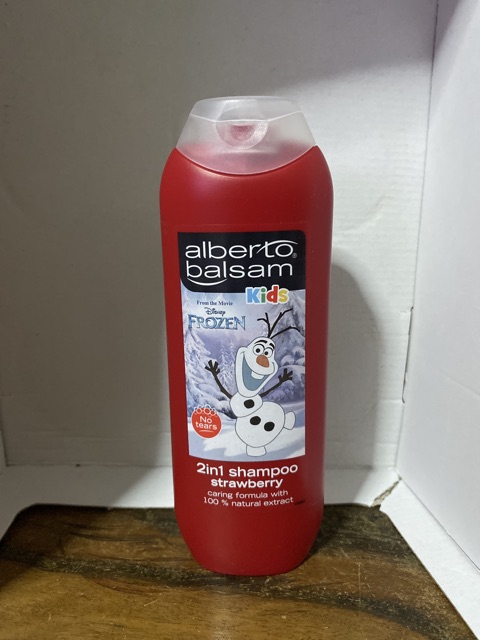 alberto®
balsam
Kids
From the Movie
Disney
FROZEN
No
tears
2in1 shampoo
strawberry
caring formula with
100 % natural extract